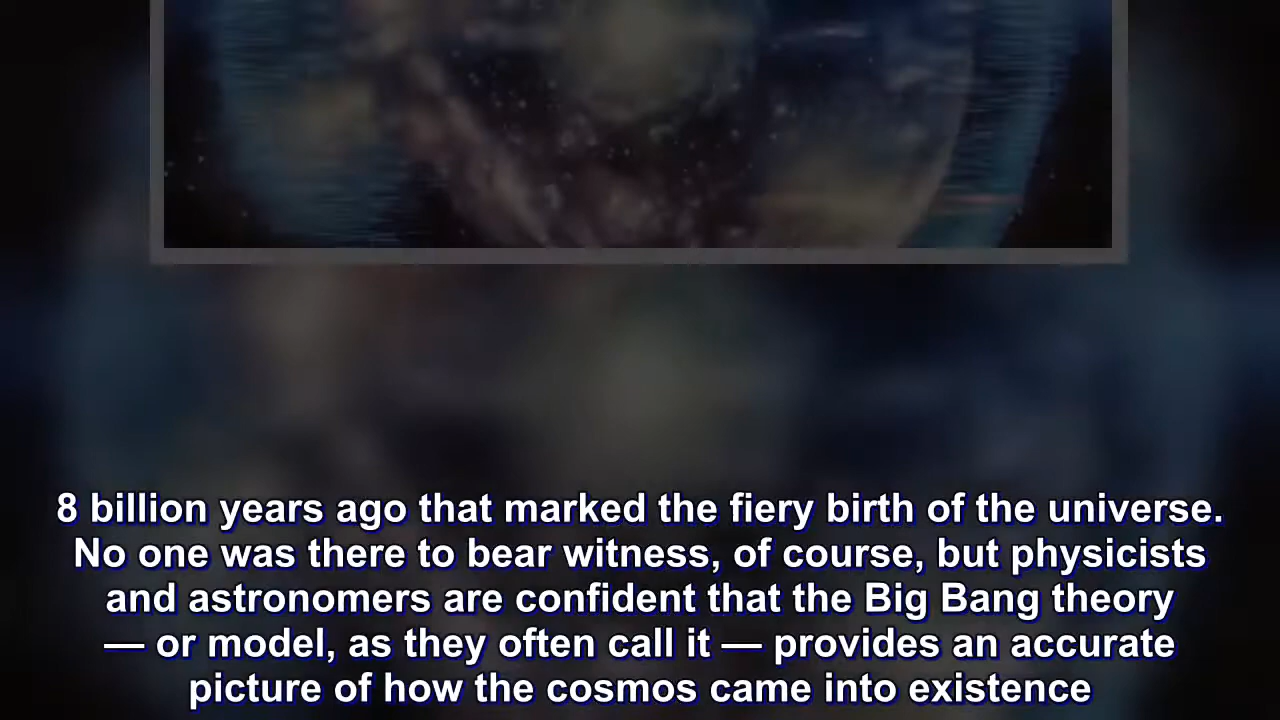 8 billion years ago that marked the fiery birth of the universe.
No one was there to bear witness, of course, but physicists
and astronomers are confident that the Big Bang theory
— or model, as they often call it — provides an accurate
picture of how the cosmos came into existence